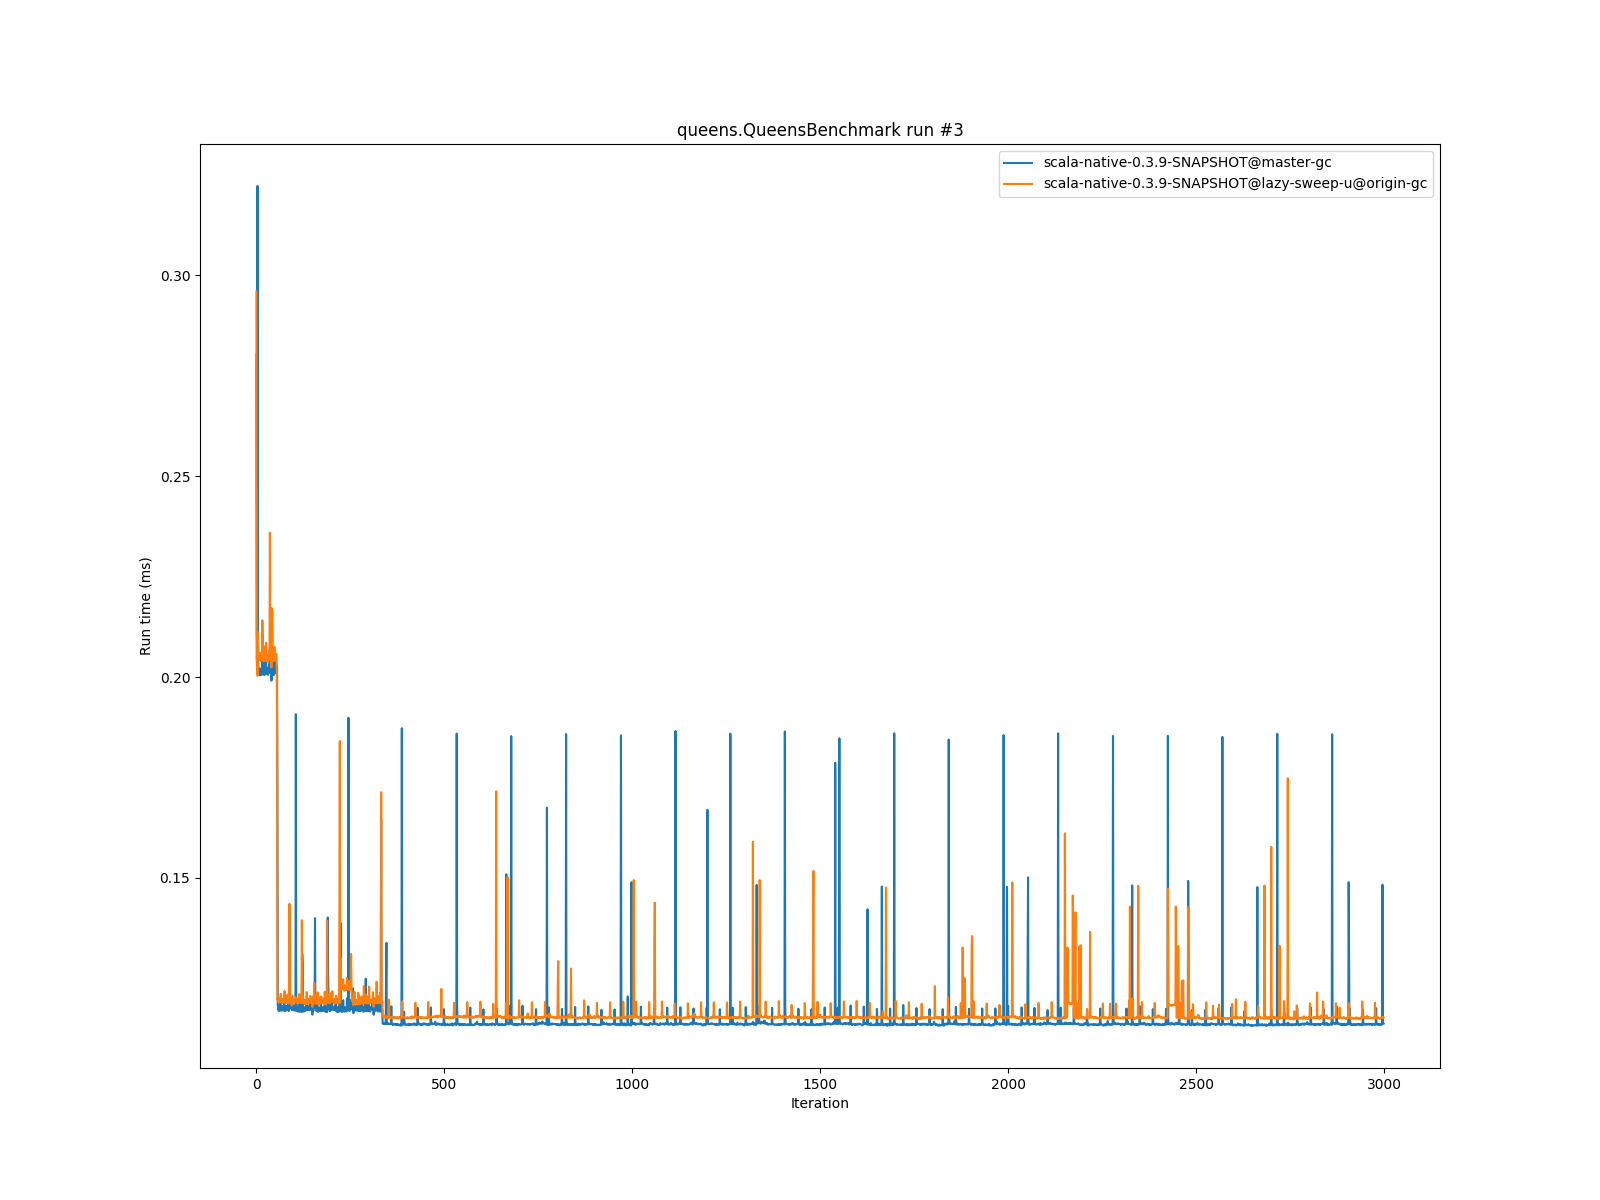 queens.QueensBenchmark run #3
scala-native-0.3.9-SNAPSHOT@master-gc
scala-native-0.3.9-SNAPSHOT@lazy-sweep-u@origin-gc
Run time (ms)
0.30
0.25
0.20
0.15
0 500 1000 1500 2000 2500 3000
Iteration